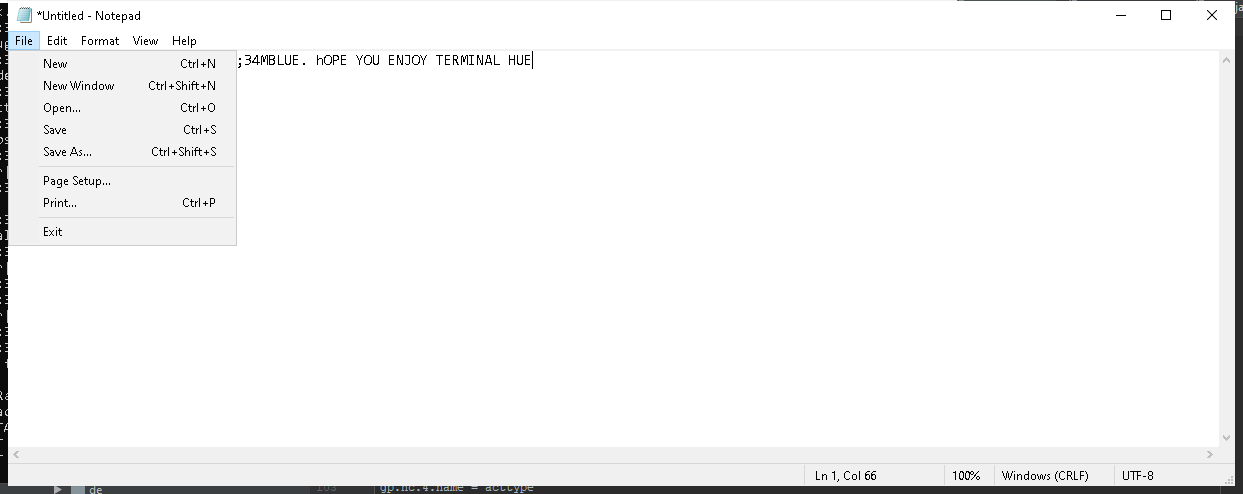 *Untitled - Notepad
File Edit Format View Help
;34MBLUE. hOPE YOU ENJOY TERMINAL HUE
New Ctrl+N
New Window Ctrl+Shift+N
Open... Ctrl+O
Save Ctrl+S
Save As... Ctrl+Shift+S
Page Setup...
Print... Ctrl+P
Exit
Ln 1, Col 66 100% Windows (CRLF) UTF-8
de
gp.nc.4.name = acctype